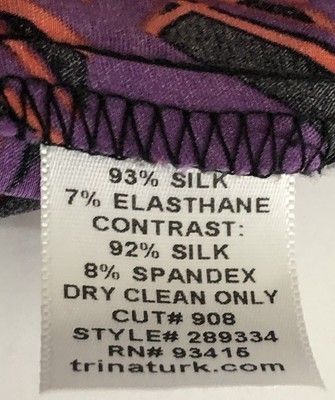 93% SILK
7% ELASTHANE
CONTRAST:
92% SILK
8% SPANDEX
DRY CLEAN ONLY
CUT# 908
STYLE# 289334
RN# 93415
trinaturk.com